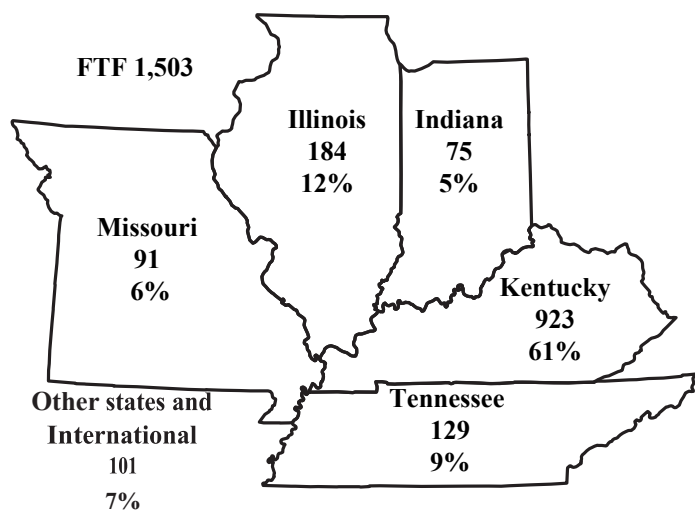 FTF 1,503
Illinois
184
12%
Indiana
75
5%
Missouri
91
6%
Kentucky
923
61%
Other states and
International
101
7%
Tennessee
129
9%